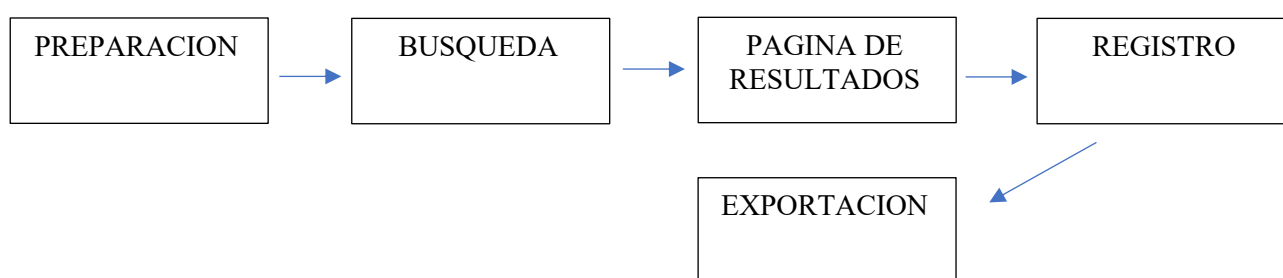 PREPARACION
BUSQUEDA
PAGINA DE
RESULTADOS
REGISTRO
EXPORTACION